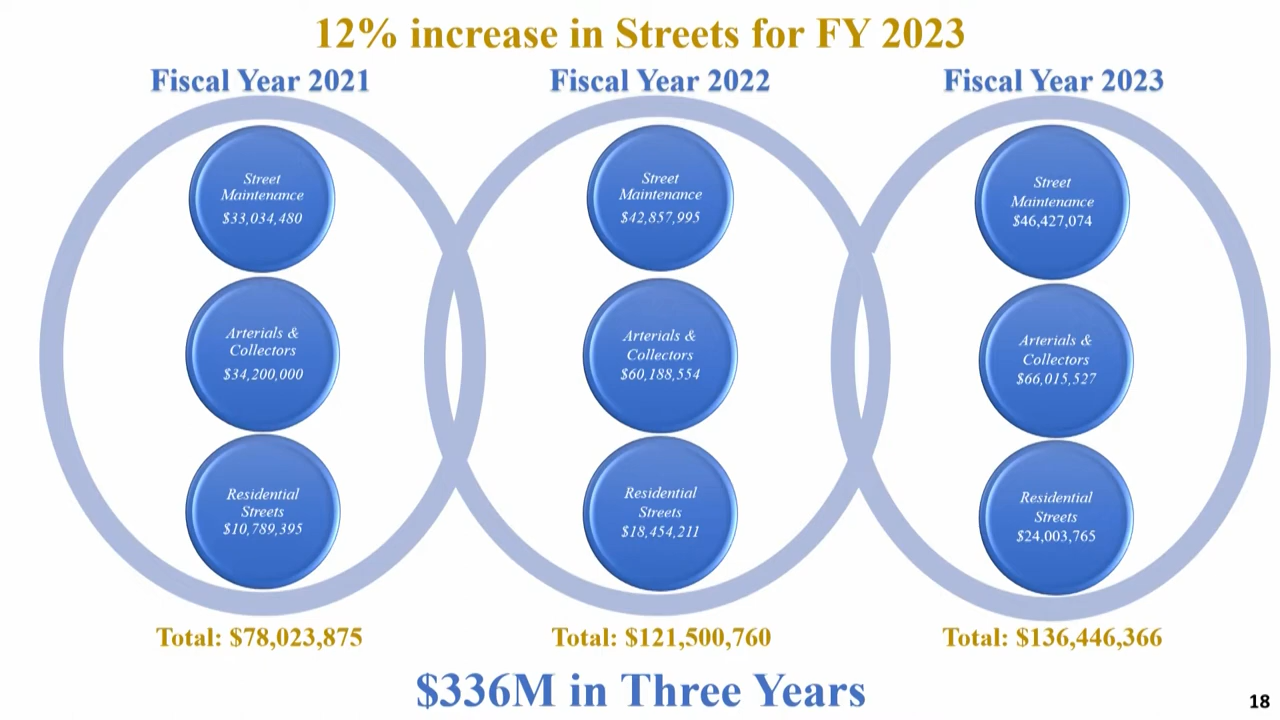 12% increase in Streets for FY 2023
Fiscal Year 2021
Street
Maintenance
$33,034,480
Arterials &
Collectors
$34,200,000
Residential
Streets
$10,789,395
Total: $78,023,875
Fiscal Year 2022
Street
Maintenance
$42,857,995
Arterials &
Collectors
$60,188,554
Residential
Streets
$18,454,211
Total: $121,500,760
Fiscal Year 2023
Street
Maintenance
$46,427,074
Arterials &
Collectors
$66,015,527
Residential
Streets
$24,003,765
Total: $136,446,366
$336M in Three Years
18